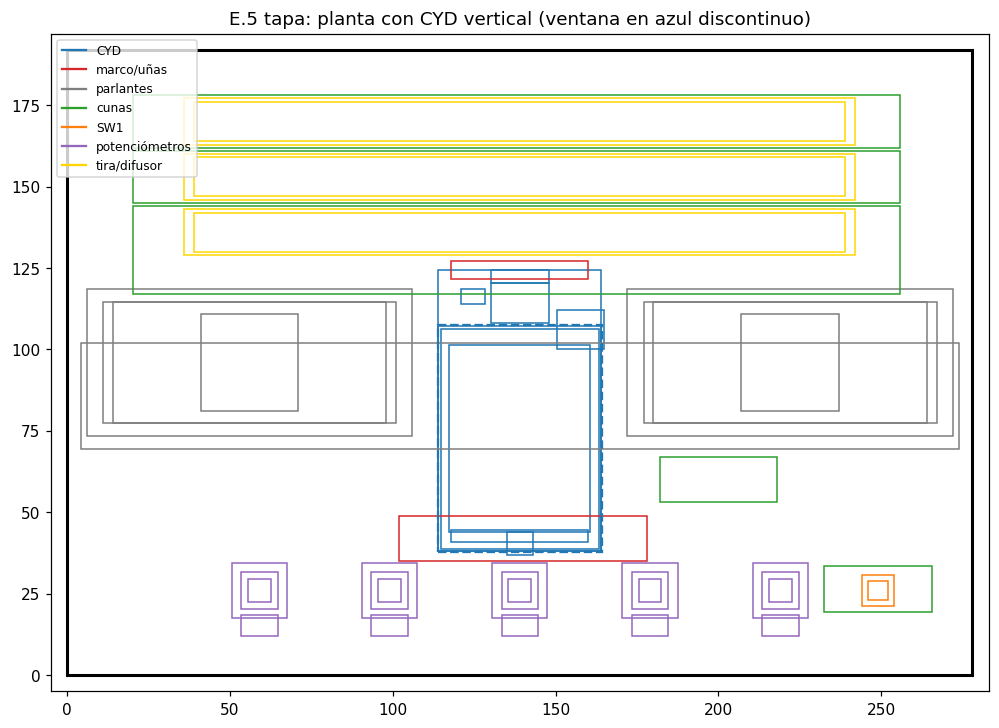 E.5 tapa: planta con CYD vertical (ventana en azul discontinuo)
CYD
marco/uñas
parlantes
cunas
SW1
potenciómetros
tira/difusor
175
150
125
100
75
50
25
0
0 50 100 150 200 250